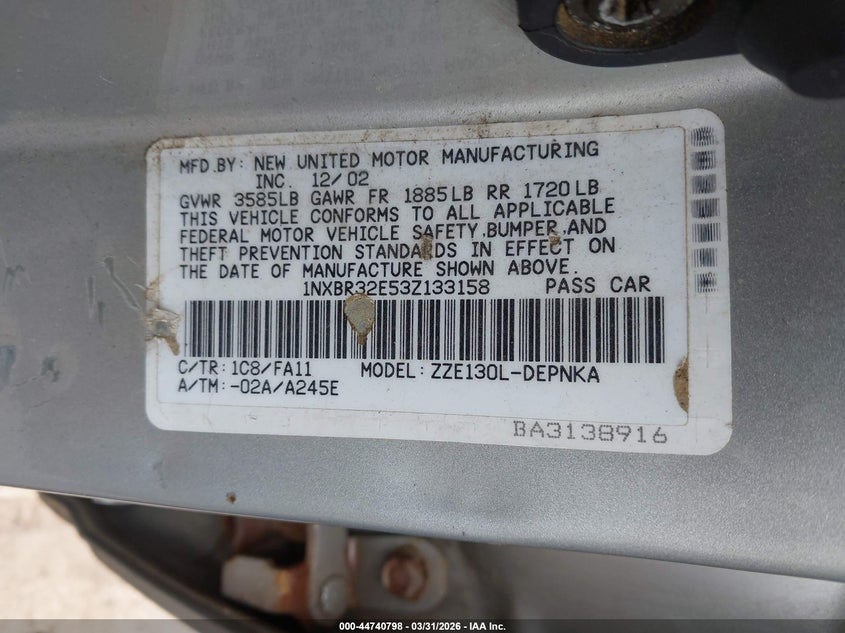 MFD.BY: NEW UNITED MOTOR MANUFACTURING
INC. 12/02
GVWR 3585LB GAWR FR 1885LB RR 1720LB
THIS VEHICLE CONFORMS TO ALL APPLICABLE
FEDERAL MOTOR VEHICLE SAFETY,BUMPER,AND
THEFT PREVENTION STANDARDS IN EFFECT ON
THE DATE OF MANUFACTURE SHOWN ABOVE.
1NXBR32E53Z133158 PASS CAR
C/TR: 1C8/FA11 MODEL: ZZE130L-DEPNKA
A/TM: -02A/A245E
BA3138916
000-44740798 - 03/31/2026 - IAA Inc.